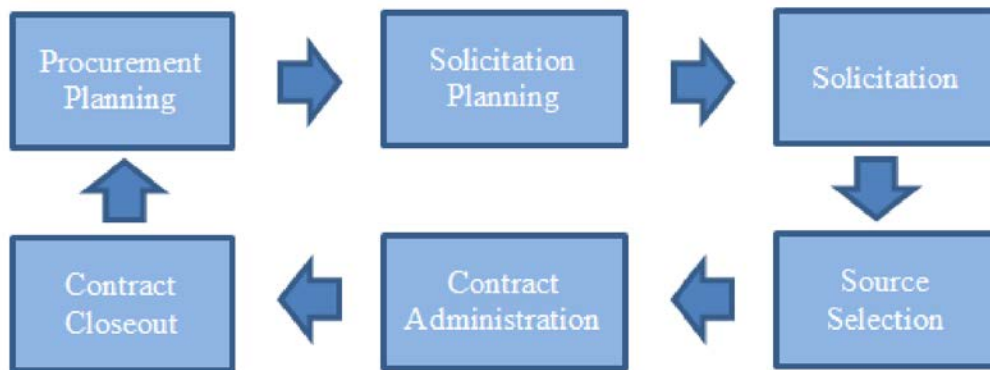 Procurement
Planning
Solicitation
Planning
Solicitation
Source
Selection
Contract
Administration
Contract
Closeout